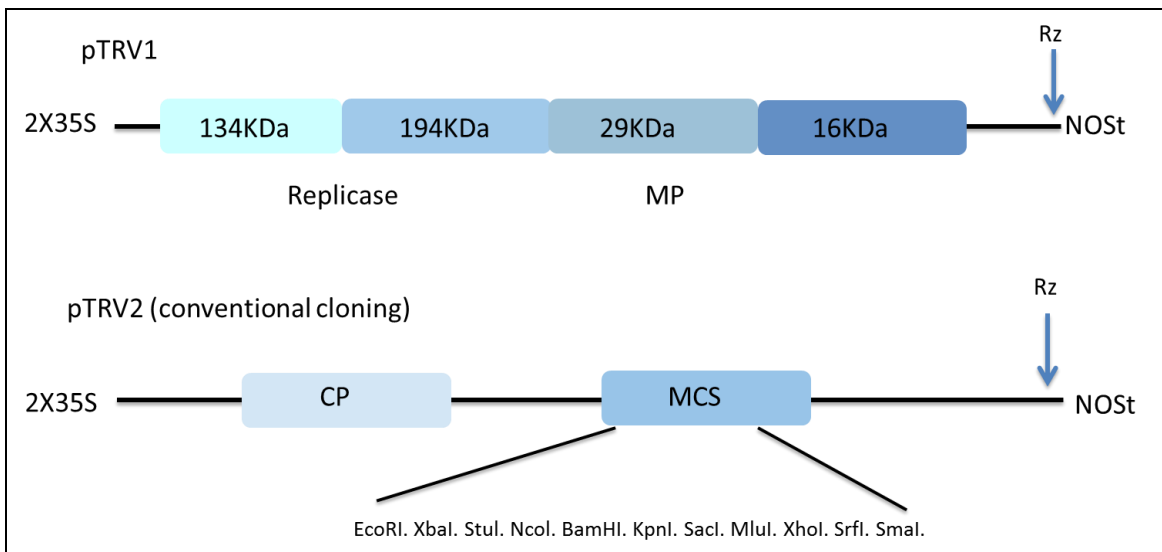 pTRV1
Rz
2X35S 134KDa 194KDa 29KDa 16KDa NOSt
Replicase MP
pTRV2 (conventional cloning)
Rz
2X35S CP MCS NOSt
EcoRI. XbaI. StuI. NcoI. BamHI. KpnI. SacI. MluI. XhoI. SrfI. SmaI.